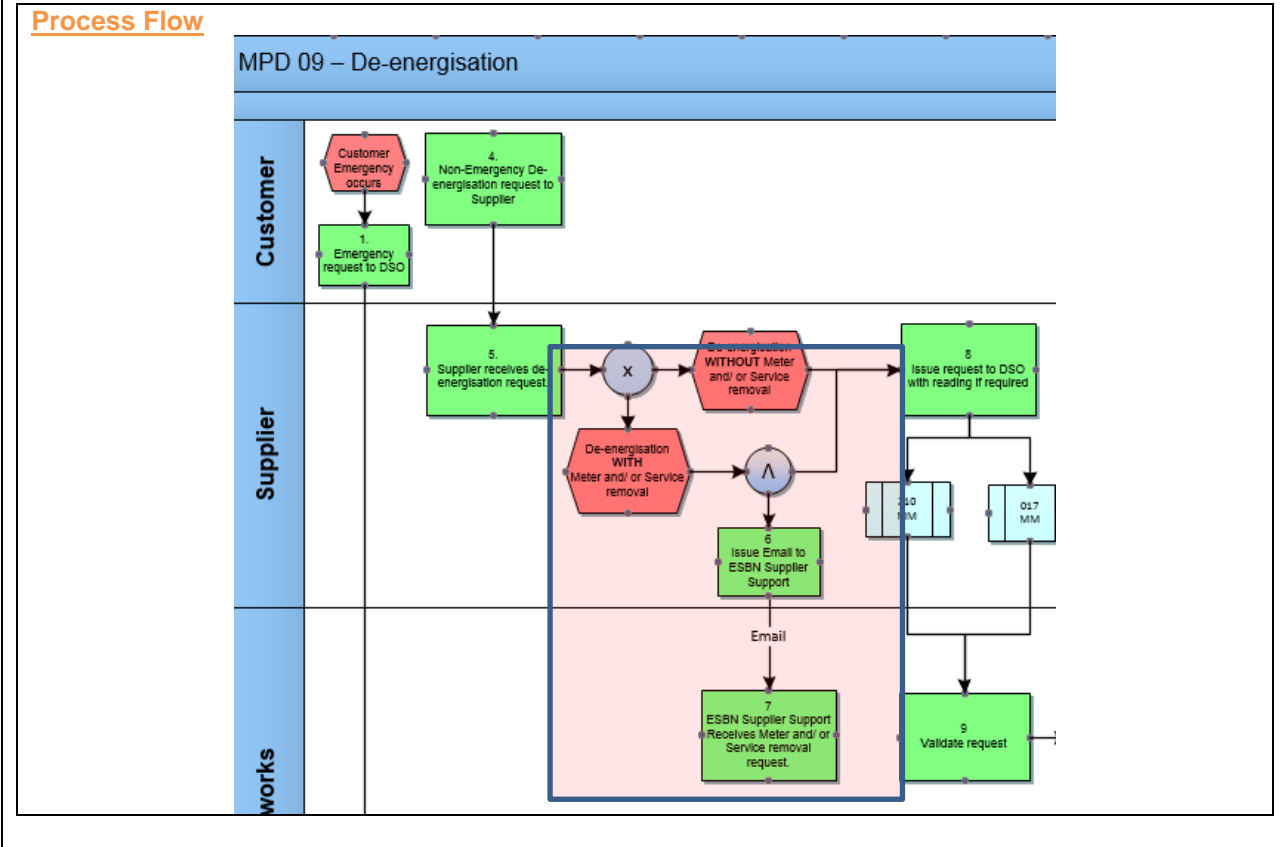 Process Flow
MPD 09 – De-energisation
Customer
Customer
Emergency
occurs
4.
Non-Emergency De-
energisation request to
Supplier
1.
Emergency
request to DSO
Supplier
5.
Supplier receives de-
energisation request.
x
De-energisation
WITHOUT Meter
and/ or Service
removal
8
Issue request to DSO
with reading if required
De-energisation
WITH
Meter and/ or Service
removal
Λ
MM
017
MM
6
Issue Email to
ESBN Supplier
Support
works
Email
7
ESBN Supplier Support
Receives Meter and/ or
Service removal
request.
9
Validate request